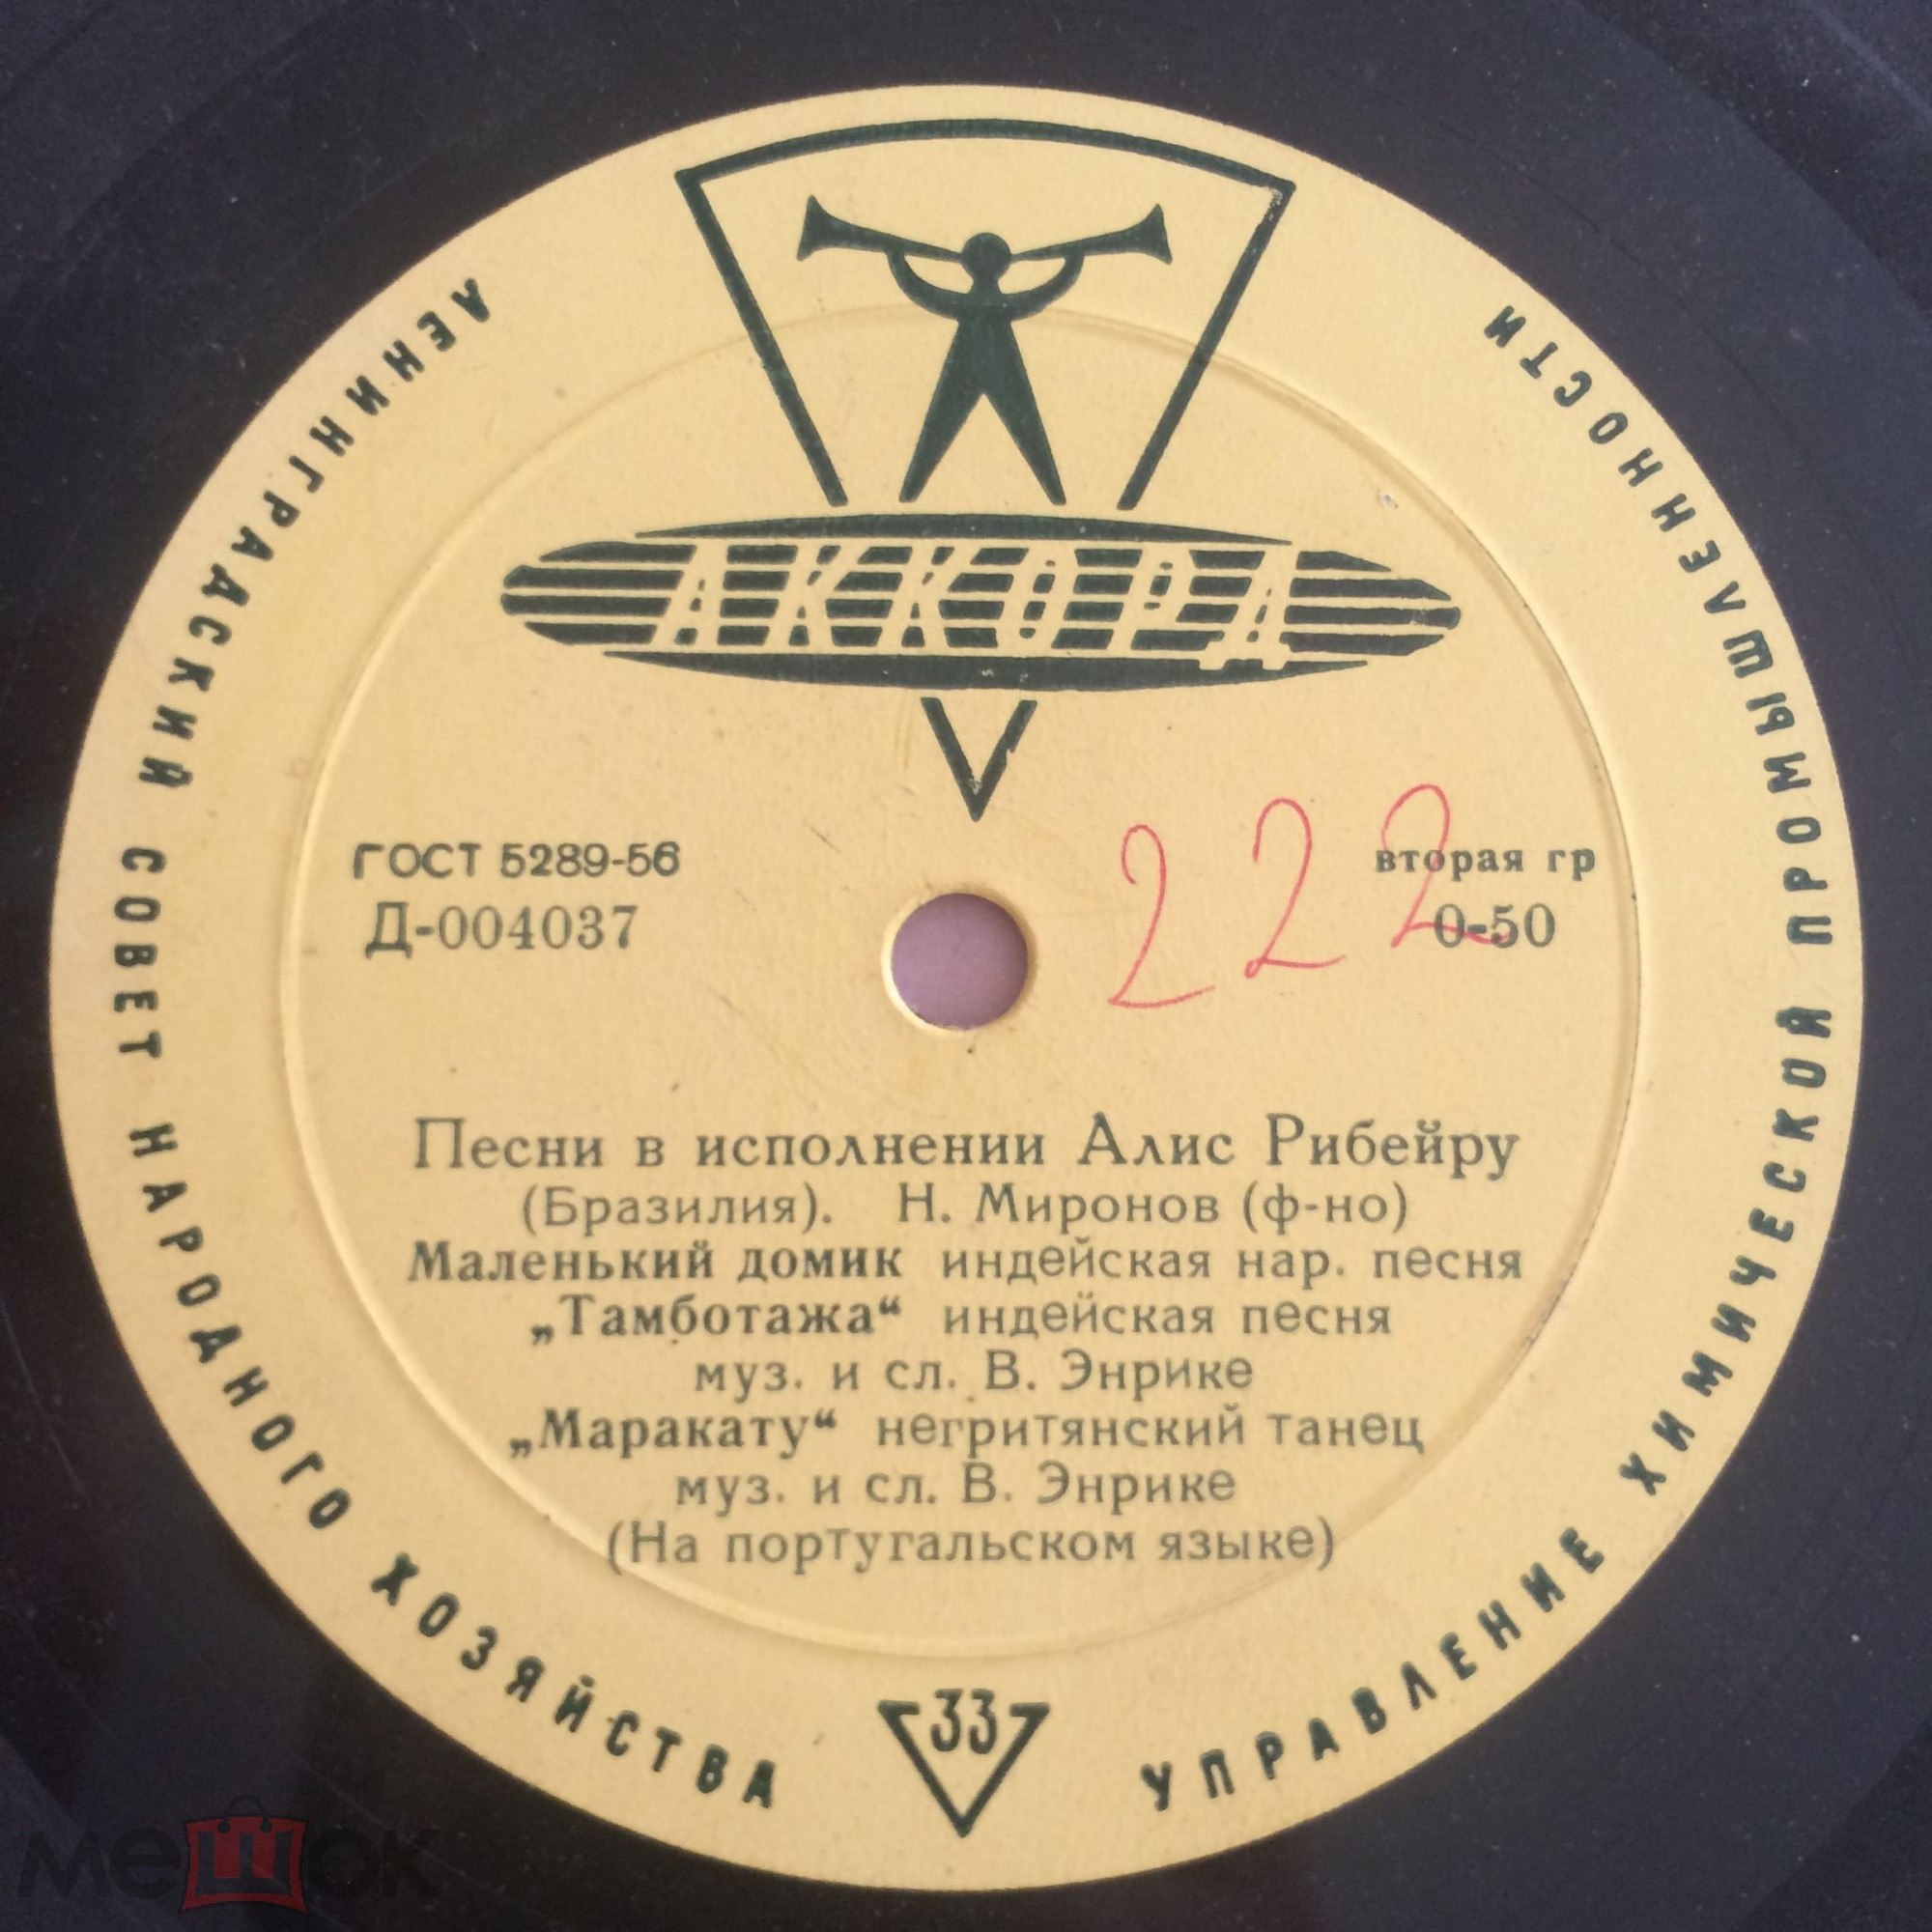 АККОРД
ЛЕНИНГРАДСКИЙ СОВЕТ НАРОДНОГО ХОЗЯЙСТВА
УПРАВЛЕНИЕ ХИМИЧЕСКОЙ ПРОМЫШЛЕННОСТИ
ГОСТ 5289-56
Д-004037
222
вторая гр
0-50
Песни в исполнении Алис Рибейру
(Бразилия). Н. Миронов (ф-но)
Маленький домик индейская нар. песня
„Тамботажа“ индейская песня
муз. и сл. В. Энрике
„Маракату“ негритянский танец
муз. и сл. В. Энрике
(На португальском языке)
33
мешок